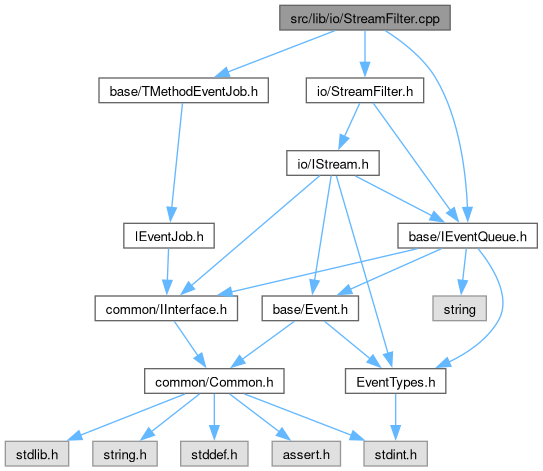 src/lib/io/StreamFilter.cpp
base/TMethodEventJob.h
io/StreamFilter.h
io/IStream.h
IEventJob.h
base/IEventQueue.h
common/IInterface.h
base/Event.h
string
common/Common.h
EventTypes.h
stdlib.h
string.h
stddef.h
assert.h
stdint.h